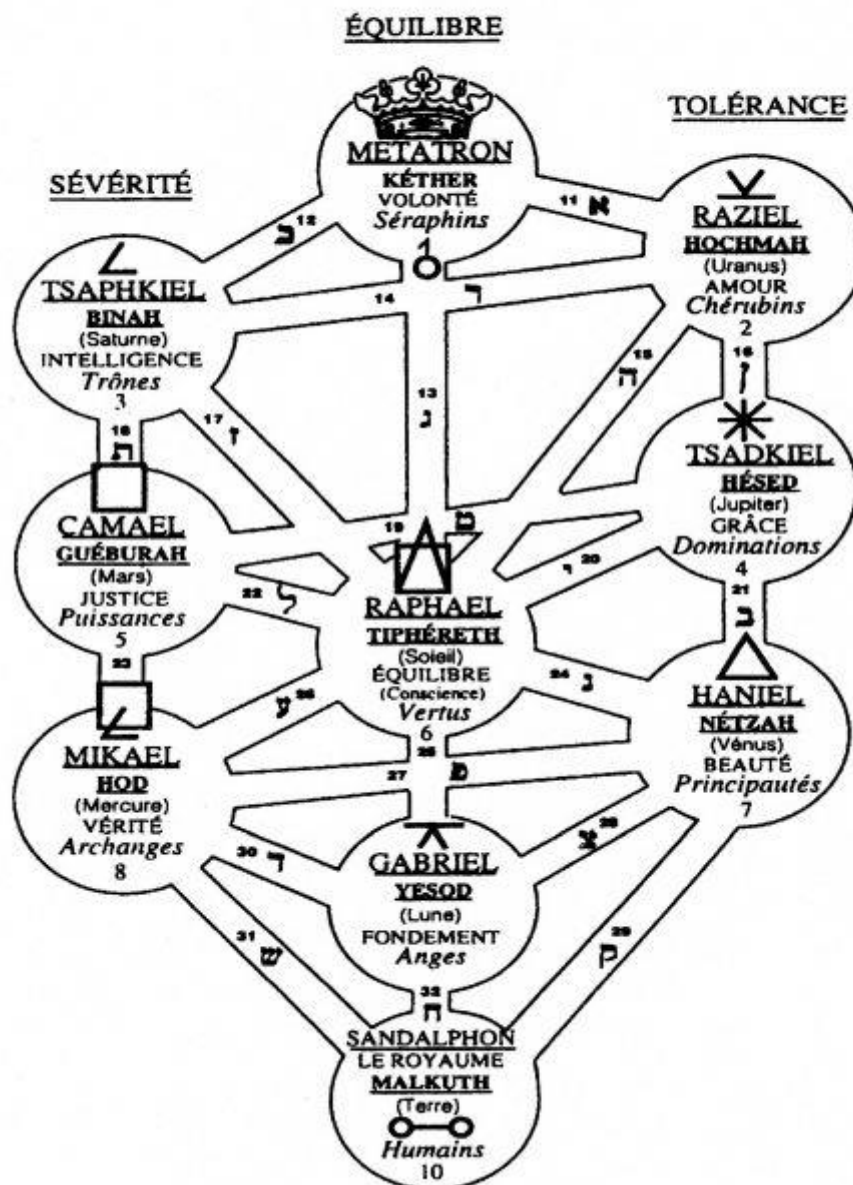 ÉQUILIBRE
TOLÉRANCE
SÉVÉRITÉ
METATRON
KÉTHER
VOLONTÉ
Séraphins
1
11 א
12
RAZIEL
HOCHMAH
(Uranus)
AMOUR
Chérubins
2
TSAPHKIEL
BINAH
(Saturne)
INTELLIGENCE
Trônes
3
14
13
15 ה
16
17
18 ת
TSADKIEL
HÉSED
(Jupiter)
GRÂCE
Dominations
4
CAMAEL
GUÉBURAH
(Mars)
JUSTICE
Puissances
5
19
20
21
22
23
RAPHAEL
TIPHÉRETH
(Soleil)
ÉQUILIBRE
(Conscience)
Vertus
6
24
HANIEL
NÉTZAH
(Vénus)
BEAUTÉ
Principautés
7
MIKAEL
HOD
(Mercure)
VÉRITÉ
Archanges
8
ע
27
28
GABRIEL
YESOD
(Lune)
FONDEMENT
Anges
30
31 ש
29 ק
32
SANDALPHON
LE ROYAUME
MALKUTH
(Terre)
Humains
10